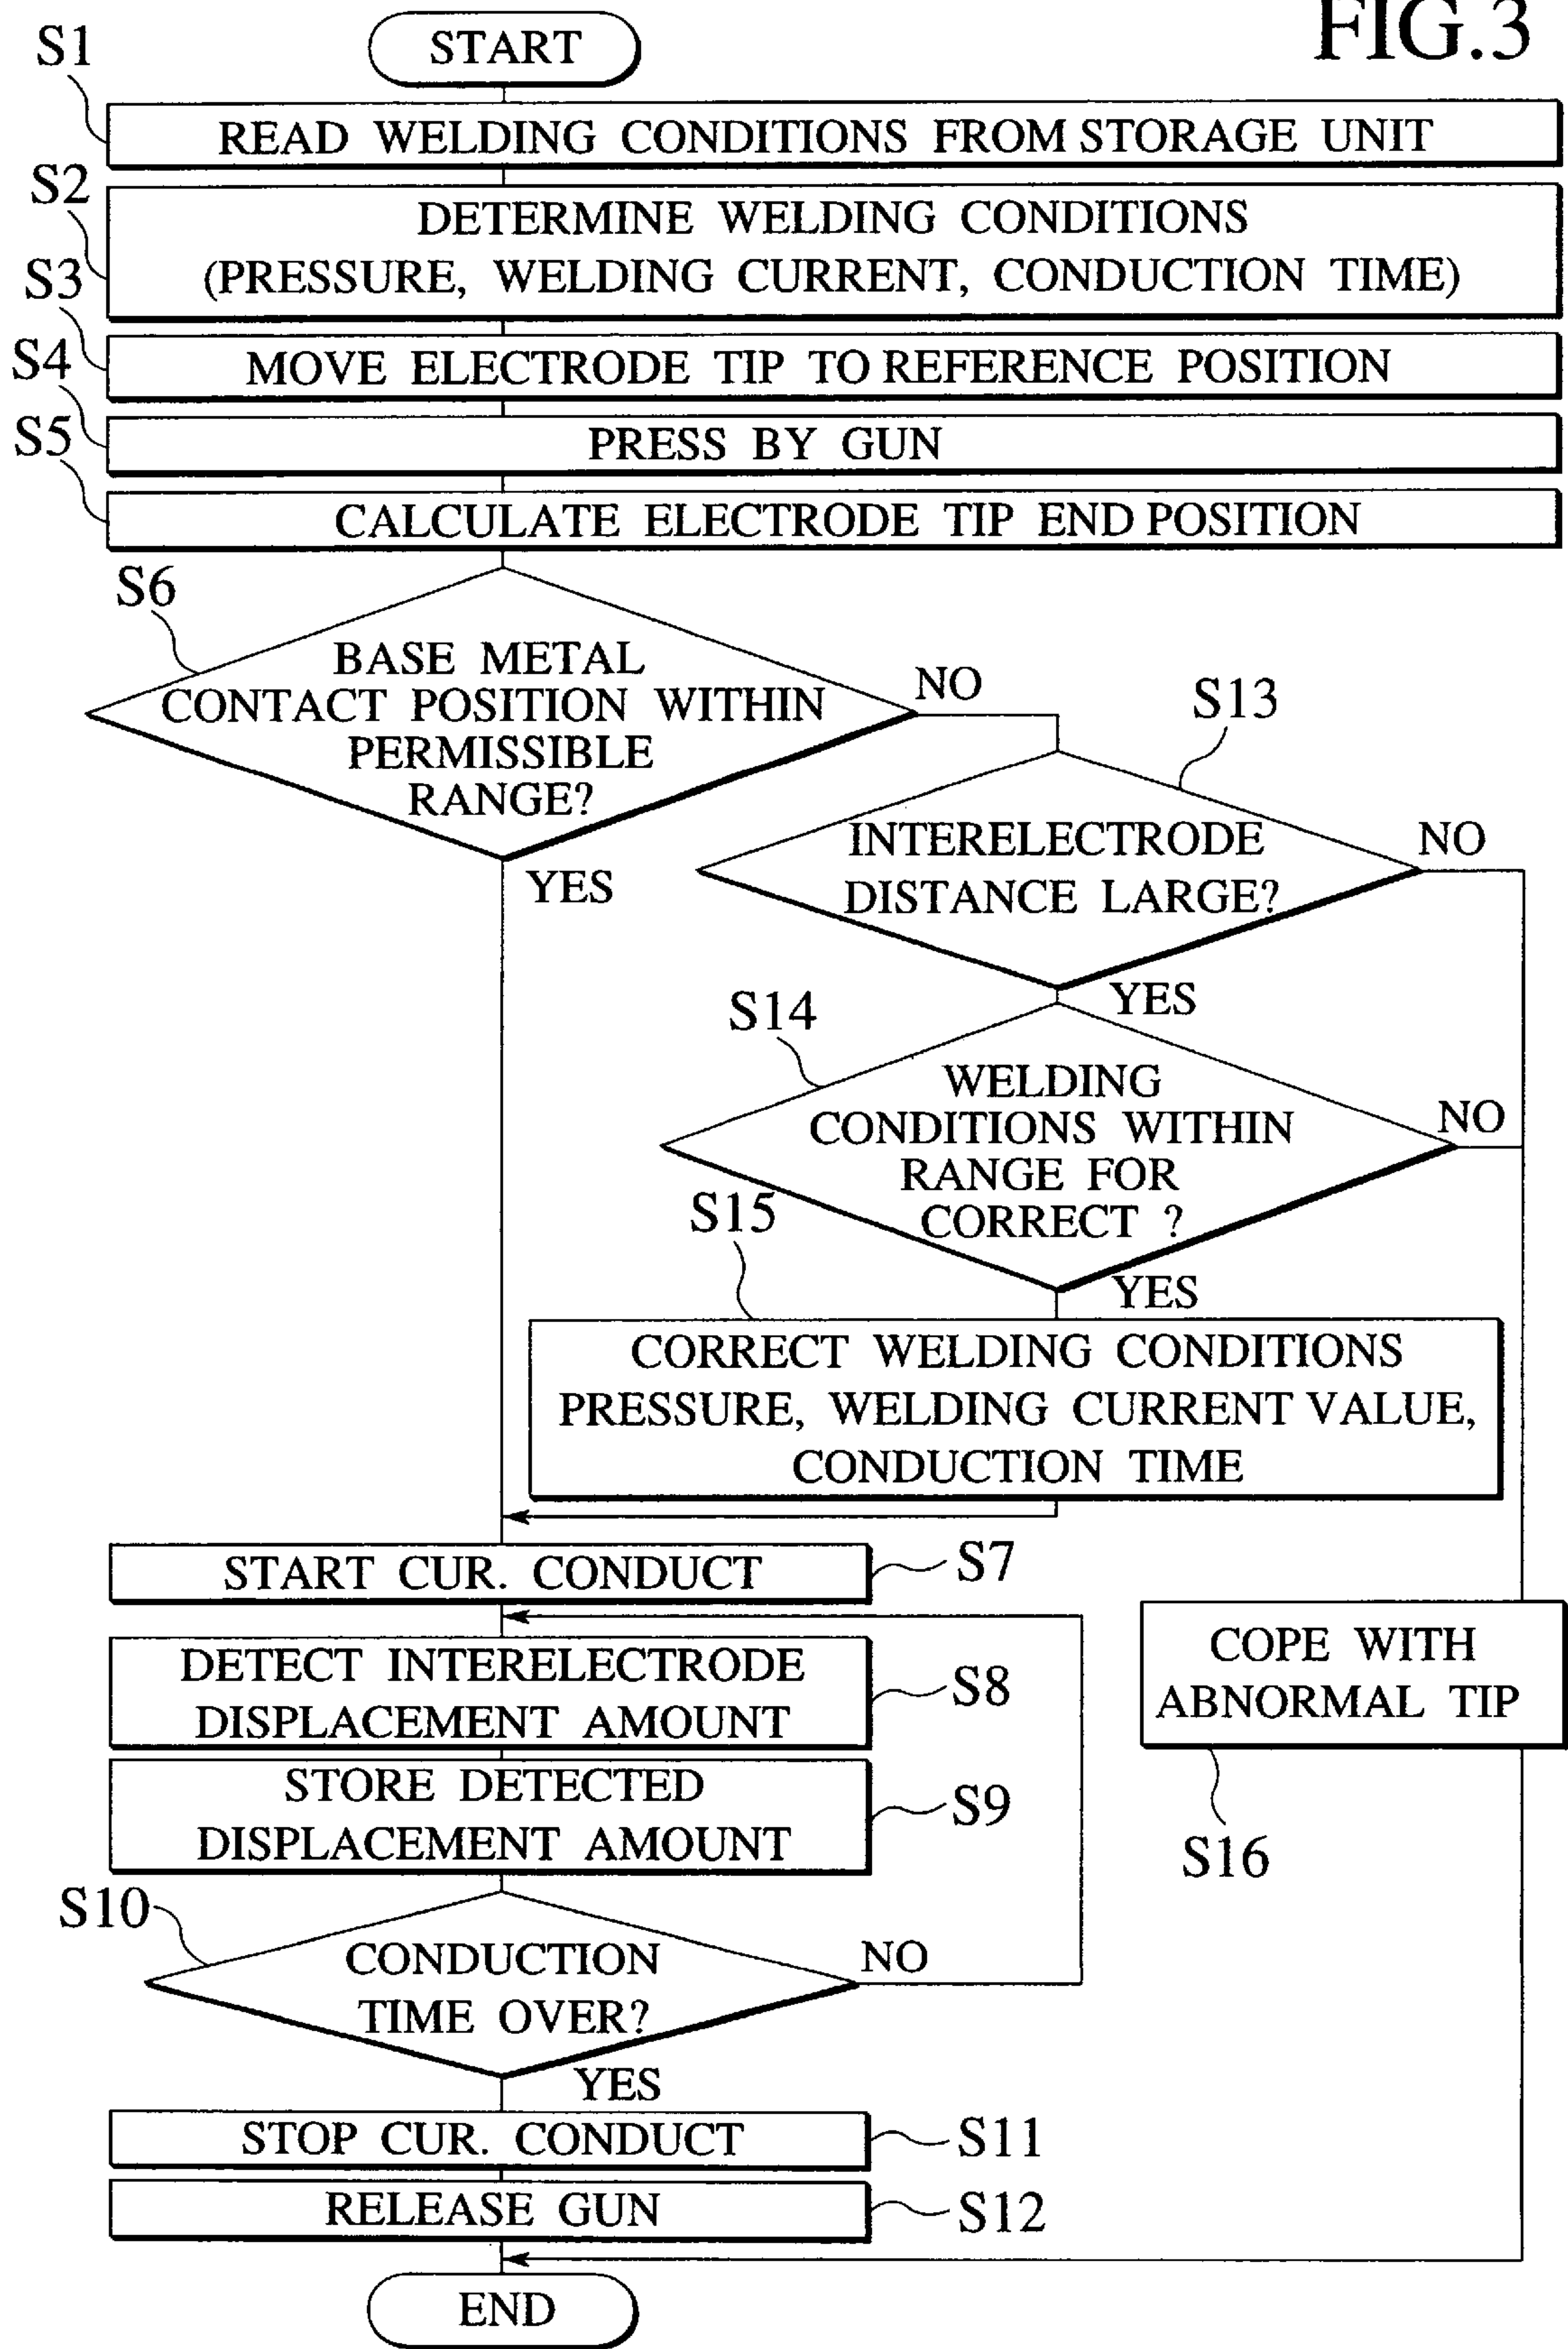 FIG.3
START
S1
READ WELDING CONDITIONS FROM STORAGE UNIT
S2
DETERMINE WELDING CONDITIONS
(PRESSURE, WELDING CURRENT, CONDUCTION TIME)
S3
MOVE ELECTRODE TIP TO REFERENCE POSITION
S4
PRESS BY GUN
S5
CALCULATE ELECTRODE TIP END POSITION
S6
BASE METAL
CONTACT POSITION WITHIN
PERMISSIBLE
RANGE?
NO
YES
S13
INTERELECTRODE
DISTANCE LARGE?
NO
YES
S14
WELDING
CONDITIONS WITHIN
RANGE FOR
CORRECT ?
NO
YES
S15
CORRECT WELDING CONDITIONS
PRESSURE, WELDING CURRENT VALUE,
CONDUCTION TIME
START CUR. CONDUCT
S7
DETECT INTERELECTRODE
DISPLACEMENT AMOUNT
S8
STORE DETECTED
DISPLACEMENT AMOUNT
S9
COPE WITH
ABNORMAL TIP
S16
S10
CONDUCTION
TIME OVER?
NO
YES
STOP CUR. CONDUCT
S11
RELEASE GUN
S12
END